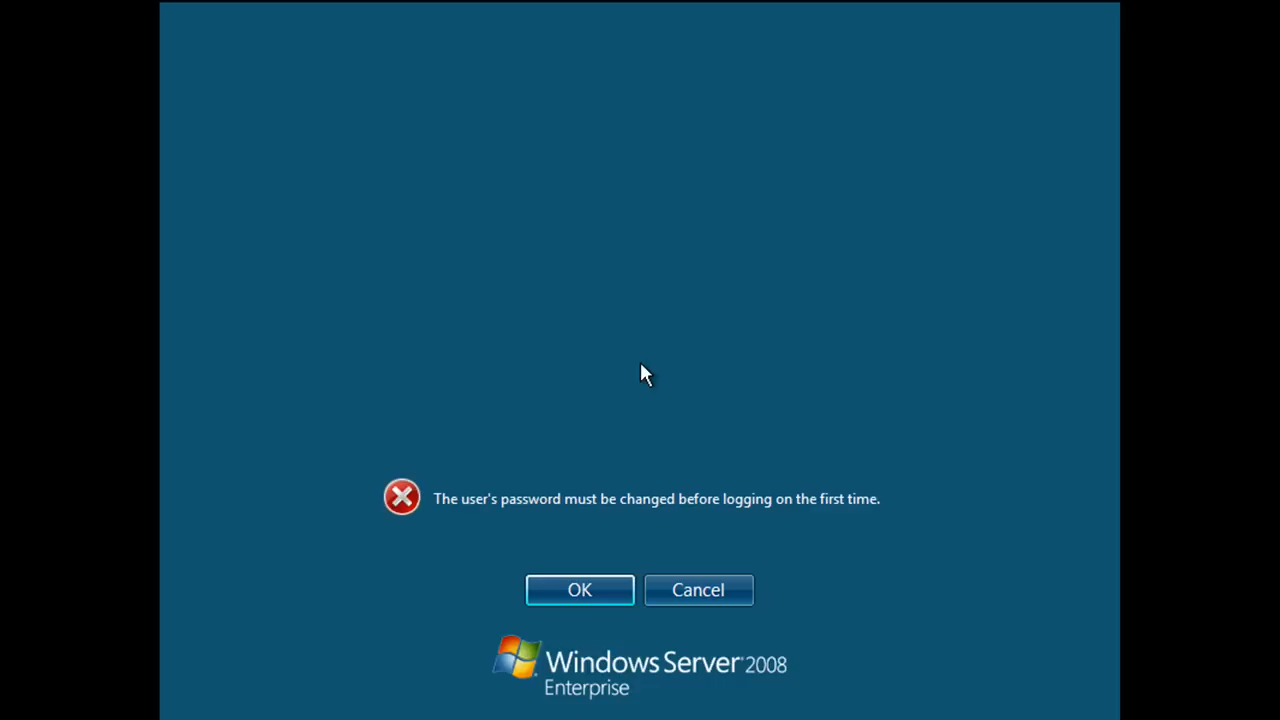 The user's password must be changed before logging on the first time.
OK Cancel
Windows Server 2008
Enterprise